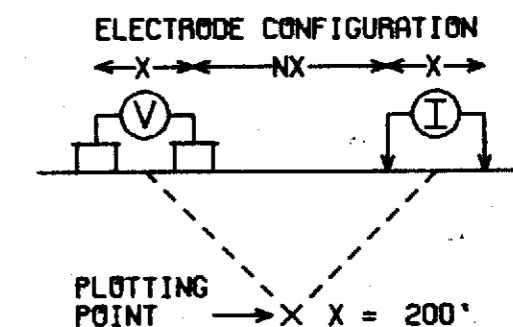 ELECTRODE CONFIGURATION
X NX X
V I
PLOTTING
POINT X X = 200'